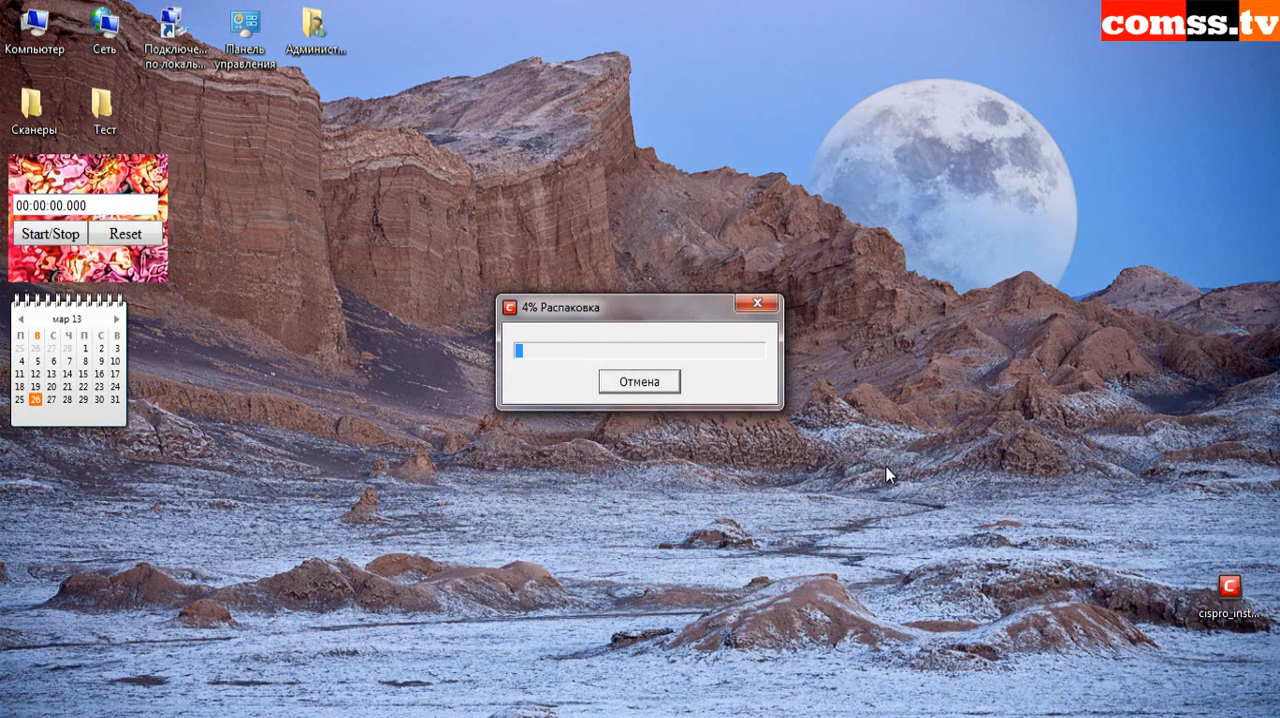 Компьютер
Сеть
Подключе...
по локаль...
Панель
управления
Админист...
comss.tv
Сканеры
Тест
00:00:00.000
Start/Stop
Reset
мар 13
П В С Ч П С В
25 26 27 28 1 2 3
4 5 6 7 8 9 10
11 12 13 14 15 16 17
18 19 20 21 22 23 24
25 26 27 28 29 30 31
4% Распаковка
Отмена
cispro_inst...